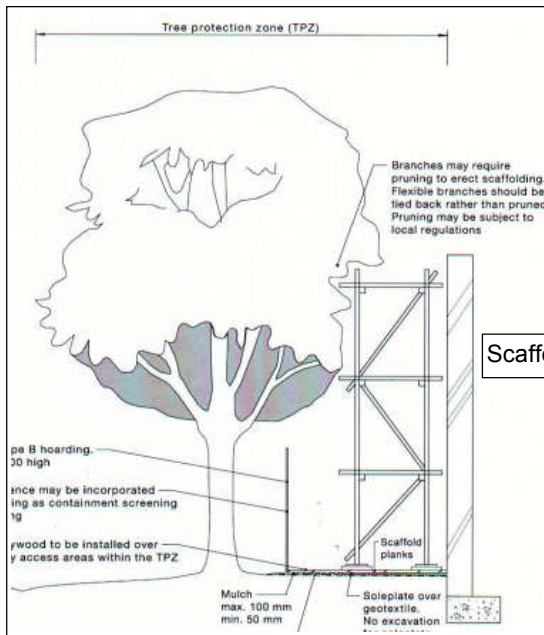 Tree protection zone (TPZ)
Branches may require
pruning to erect scaffolding.
Flexible branches should be
tied back rather than pruned
Pruning may be subject to
local regulations
Scaffo
pe B hoarding.
00 high
ence may be incorporated
ing as containment screening
ng
ywood to be installed over
y access areas within the TPZ
Scaffold
planks
Mulch
max. 100 mm
min. 50 mm
Soleplate over
geotextile.
No excavation
for soleplate